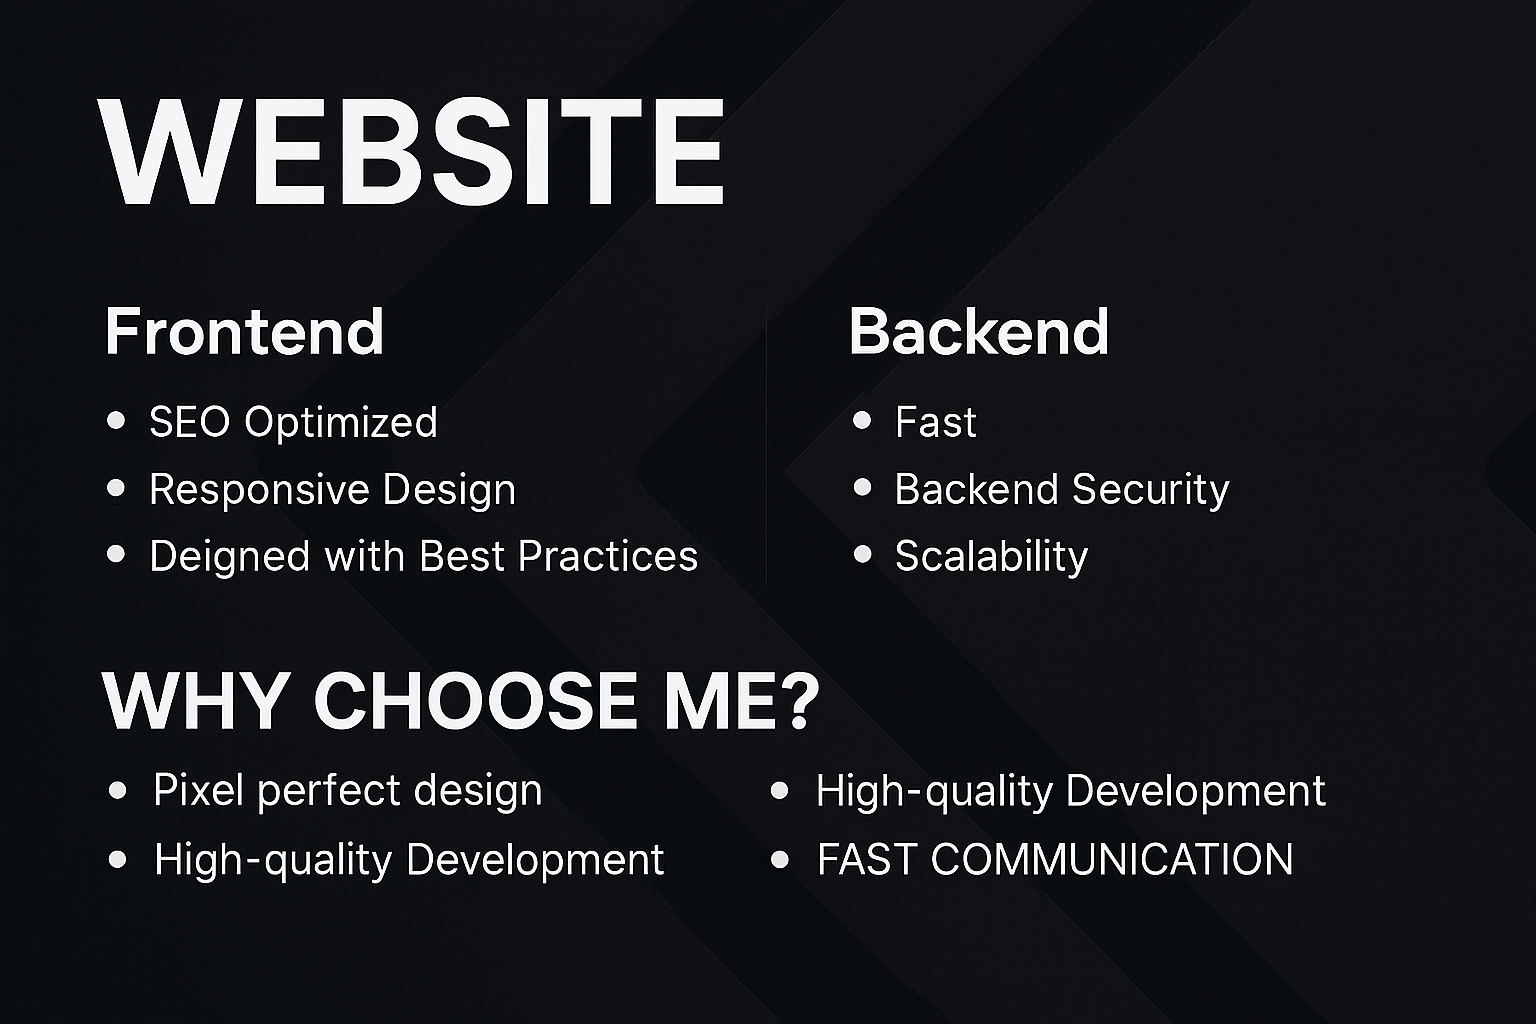 WEBSITE
Frontend
• SEO Optimized
• Responsive Design
• Deigned with Best Practices
Backend
• Fast
• Backend Security
• Scalability
WHY CHOOSE ME?
• Pixel perfect design
• High-quality Development
• High-quality Development
• FAST COMMUNICATION